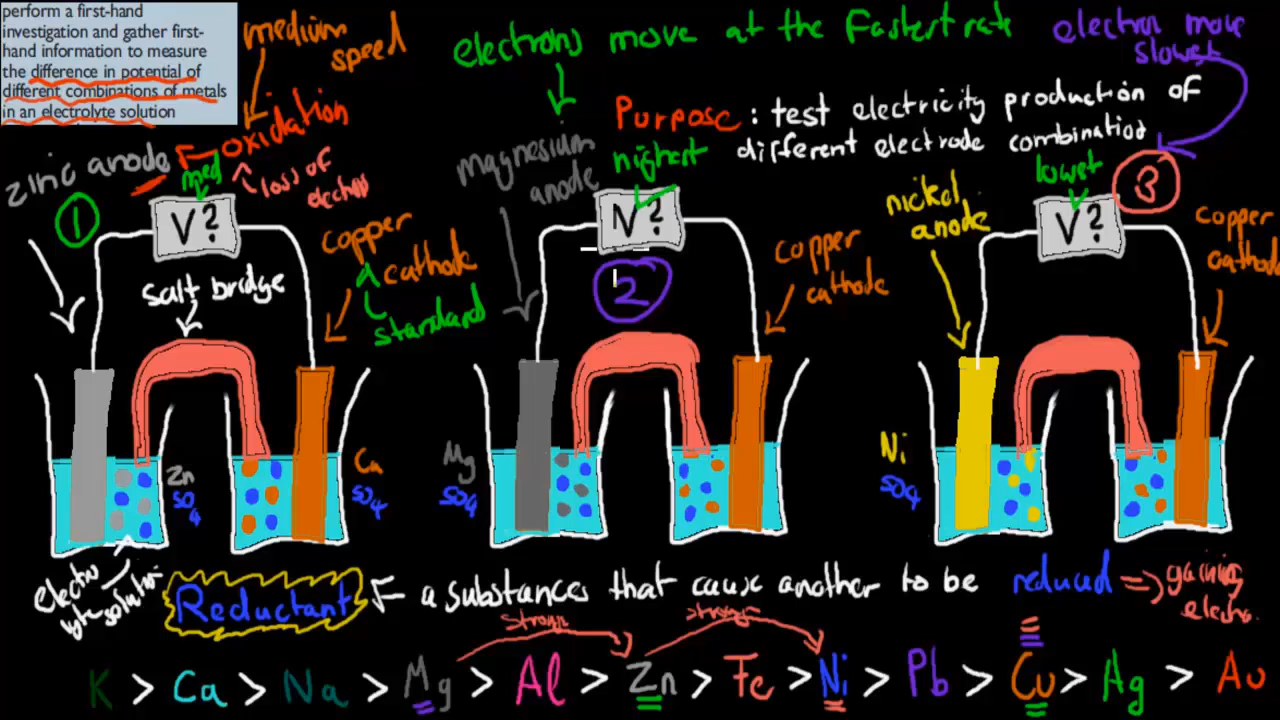 perform a first-hand
investigation and gather first-
hand information to measure
the difference in potential of
different combinations of metals
in an electrolyte solution
medium
speed
electrons move at the fastest rate
electron move
slowest
Purpose : test electricity production of
different electrode combination
oxidation
loss of
zinc anode
med
magnesium
anode
highest
lowest
nickel
anode
1
V?
V?
2
V?
3
copper
cathode
standard
salt bridge
copper
cathode
copper
cathode
Zn
SO4
Ca
SO4
Mg
SO4
Ni
SO4
solution
Reductant
a substances that cause another to be reduced => gaining
strong
strong
K > Ca > Na > Mg > Al > Zn > Fe > Ni > Pb > Cu > Ag > Au